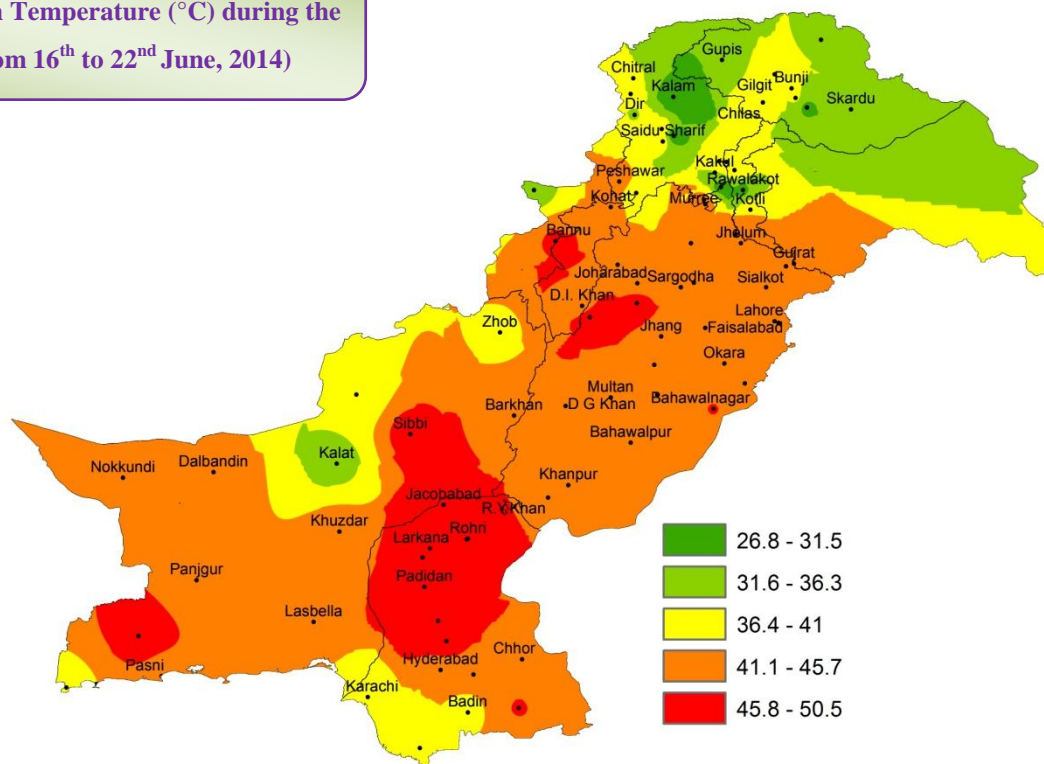 Temperature (°C) during the
16th to 22nd June, 2014)
Gupis
Chitral
Kalam
Gilgit
Bunji
Dir
Chilas
Skardu
Saidu Sharif
Kakul
Peshawar
Rawalakot
Kohat
Murree
Kotli
Bannu
Jhelum
Gujrat
Joharabad
Sargodha
Sialkot
D.I. Khan
Lahore
Zhob
Jhang
Faisalabad
Okara
Multan
Barkhan
D G Khan
Bahawalnagar
Sibbi
Bahawalpur
Kalat
Nokkundi
Dalbandin
Khanpur
Jacobabad
R.Y.Khan
Khuzdar
Rohri
Larkana
Panjgur
Padidan
Lasbella
Chhor
Pasni
Hyderabad
Karachi
Badin
26.8 - 31.5
31.6 - 36.3
36.4 - 41
41.1 - 45.7
45.8 - 50.5